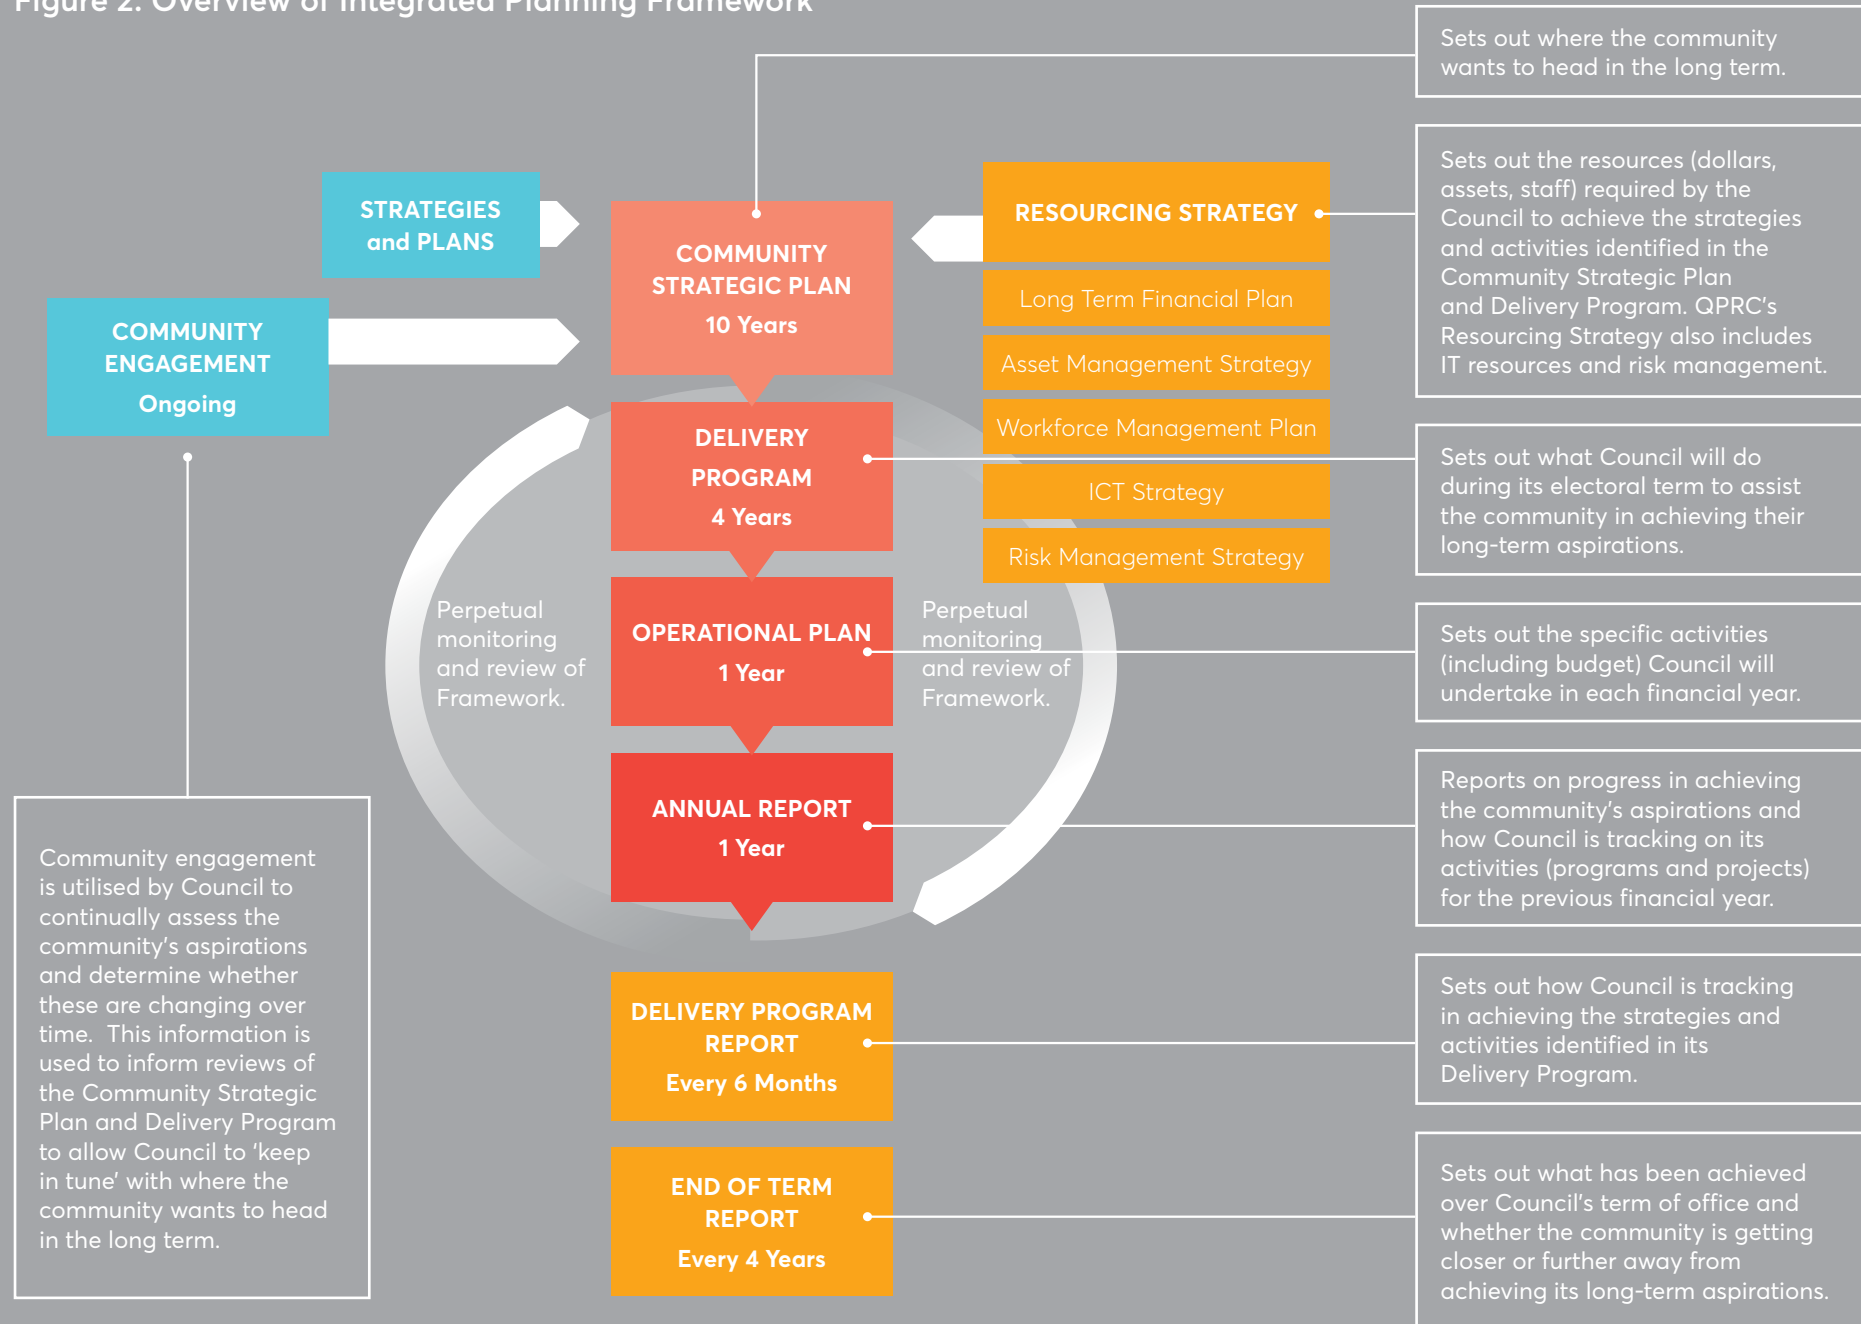 Figure 2. Overview of Integrated Planning Framework
Sets out where the community
wants to head in the long term.
STRATEGIES
and PLANS
COMMUNITY
STRATEGIC PLAN
10 Years
RESOURCING STRATEGY
Long Term Financial Plan
Asset Management Strategy
Workforce Management Plan
ICT Strategy
Risk Management Strategy
Sets out the resources (dollars,
assets, staff) required by the
Council to achieve the strategies
and activities identified in the
Community Strategic Plan
and Delivery Program. QPRC's
Resourcing Strategy also includes
IT resources and risk management.
COMMUNITY
ENGAGEMENT
Ongoing
DELIVERY
PROGRAM
4 Years
Sets out what Council will do
during its electoral term to assist
the community in achieving their
long-term aspirations.
Perpetual
monitoring
and review of
Framework.
OPERATIONAL PLAN
1 Year
Perpetual
monitoring
and review of
Framework.
Sets out the specific activities
(including budget) Council will
undertake in each financial year.
ANNUAL REPORT
1 Year
Reports on progress in achieving
the community's aspirations and
how Council is tracking on its
activities (programs and projects)
for the previous financial year.
Community engagement
is utilised by Council to
continually assess the
community's aspirations
and determine whether
these are changing over
time.  This information is
used to inform reviews of
the Community Strategic
Plan and Delivery Program
to allow Council to ‘keep
in tune’ with where the
community wants to head
in the long term.
DELIVERY PROGRAM
REPORT
Every 6 Months
Sets out how Council is tracking
in achieving the strategies and
activities identified in its
Delivery Program.
END OF TERM
REPORT
Every 4 Years
Sets out what has been achieved
over Council's term of office and
whether the community is getting
closer or further away from
achieving its long-term aspirations.